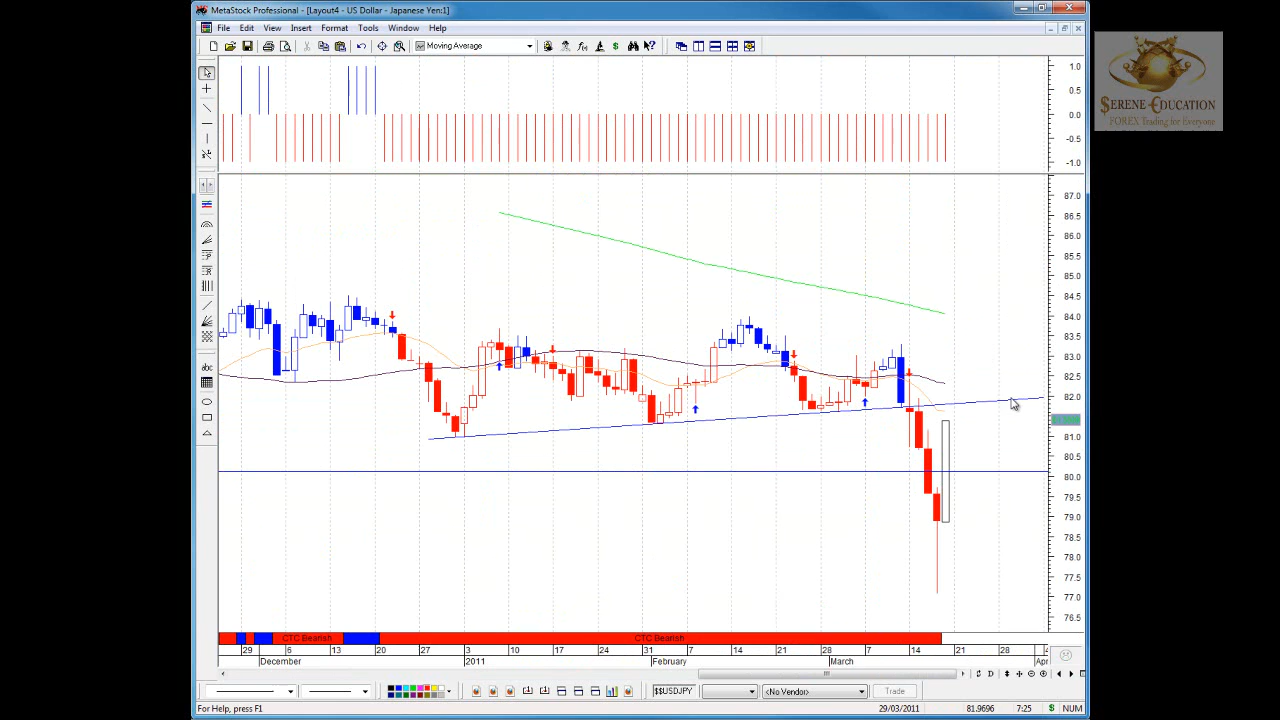 MetaStock Professional - [Layout4 - US Dollar - Japanese Yen:1]
File Edit View Insert Format Tools Window Help
Moving Average
SERENE-EDUCATION
FOREX Trading for Everyone
1.0
0.5
0.0
-0.5
-1.0
87.0
86.5
86.0
85.5
85.0
84.5
84.0
83.5
83.0
82.5
82.0
81.0
80.5
80.0
79.5
79.0
78.5
78.0
77.5
77.0
76.5
abc
CTC Bearish CTC Bearish
29 6 13 20 27 3 10 17 24 31 7 14 21 28 7 14 21 28
December 2011 February March Apr
D
$$USDJPY <No Vendor> Trade
For Help, press F1 29/03/2011 81.9696 7:25 $ NUM